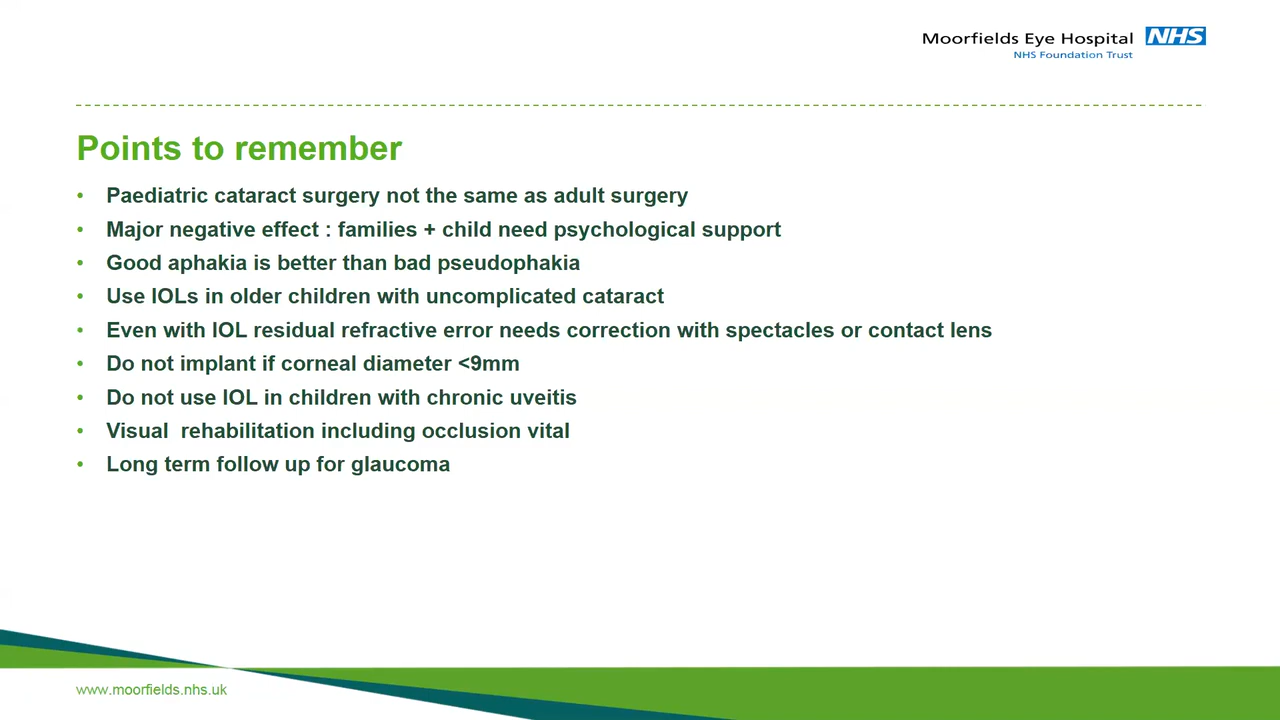 Moorfields Eye Hospital NHS
NHS Foundation Trust
Points to remember
• Paediatric cataract surgery not the same as adult surgery
• Major negative effect : families + child need psychological support
• Good aphakia is better than bad pseudophakia
• Use IOLs in older children with uncomplicated cataract
• Even with IOL residual refractive error needs correction with spectacles or contact lens
• Do not implant if corneal diameter <9mm
• Do not use IOL in children with chronic uveitis
• Visual  rehabilitation including occlusion vital
• Long term follow up for glaucoma
www.moorfields.nhs.uk